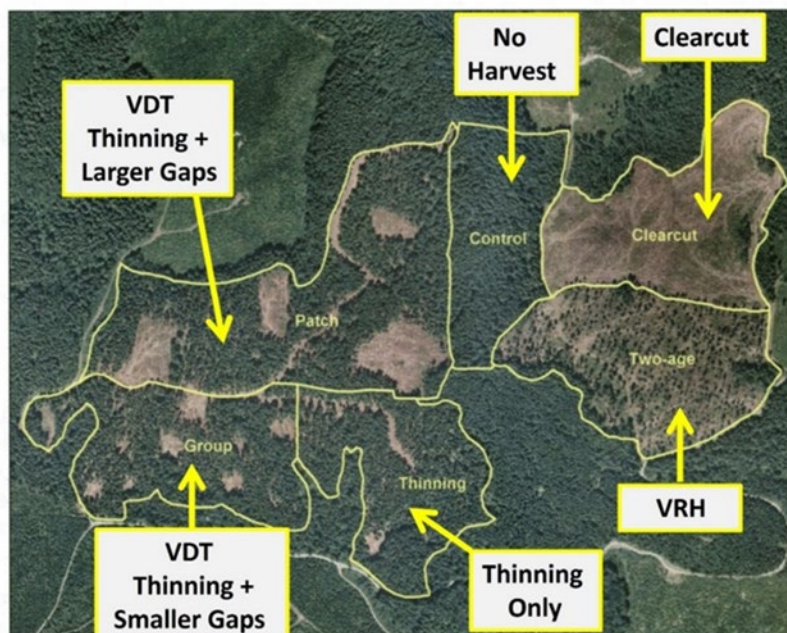 No
Harvest
Clearcut
VDT
Thinning +
Larger Gaps
Control
Clearcut
Patch
Two-age
Group
Thinning
VRH
VDT
Thinning +
Smaller Gaps
Thinning
Only